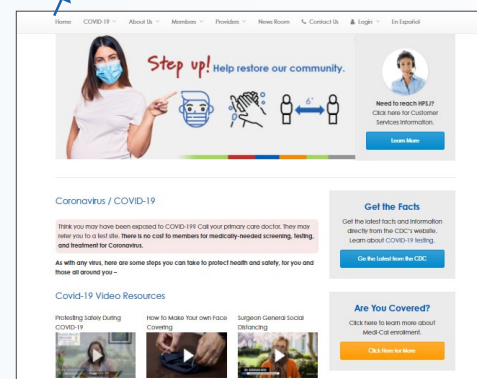 Home COVID-19 About Us Members Providers News Room Contact Us Login En Español
Step up! Help restore our community.
6'
Need to reach HPSJ?
Click here for Customer
Services Information.
Learn More
Coronavirus / COVID-19
Think you may have been exposed to COVID-19? Call your primary care doctor. They may
refer you to a test site. There is no cost to members for medically-needed screening, testing,
and treatment for Coronavirus.
As with any virus, here are some steps you can take to protect health and safety, for you and
those all around you –
Get the Facts
Get the latest facts and information
directly from the CDC's website.
Learn about COVID-19 testing.
Get the Latest from the CDC
Covid-19 Video Resources
Protesting Safely During
COVID-19
How to Make Your own Face
Covering
Surgeon General Social
Distancing
Are You Covered?
Click here to learn more about
Medi-Cal enrollment.
Click Here for More